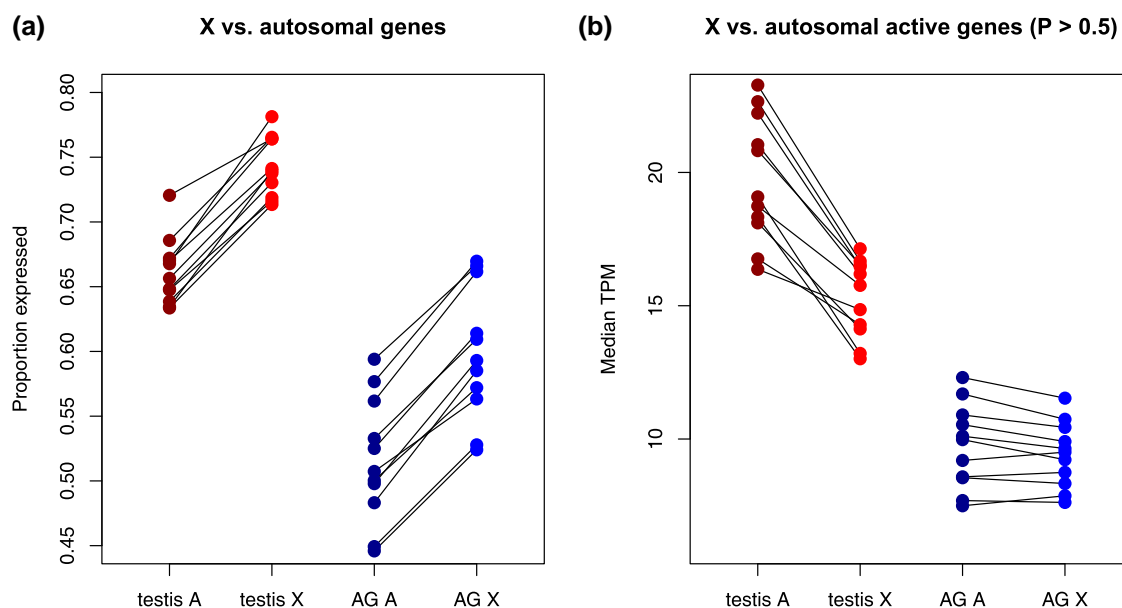 (a) X vs. autosomal genes
Proportion expressed
0.80
0.75
0.70
0.65
0.60
0.55
0.50
0.45
testis A testis X AG A AG X
(b) X vs. autosomal active genes (P > 0.5)
Median TPM
20
15
10
testis A testis X AG A AG X